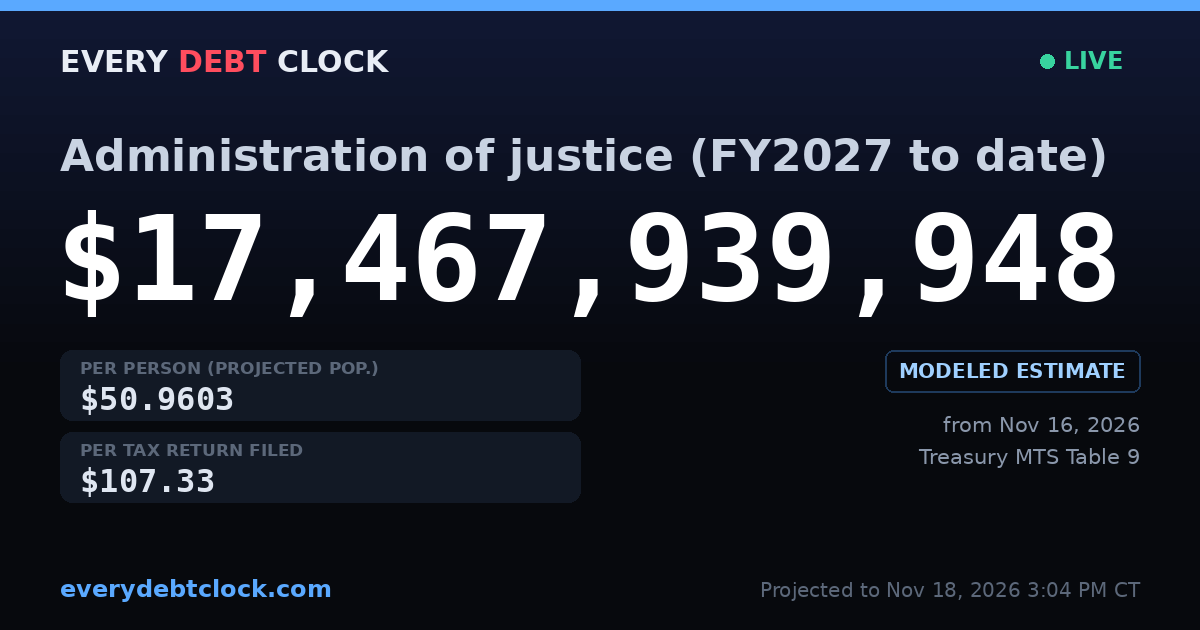 EVERY DEBT CLOCK
LIVE
Administration of justice (FY2027 to date)
$17,467,939,948
PER PERSON (PROJECTED POP.)
$50.9603
PER TAX RETURN FILED
$107.33
MODELED ESTIMATE
from Nov 16, 2026
Treasury MTS Table 9
everydebtclock.com
Projected to Nov 18, 2026 3:04 PM CT